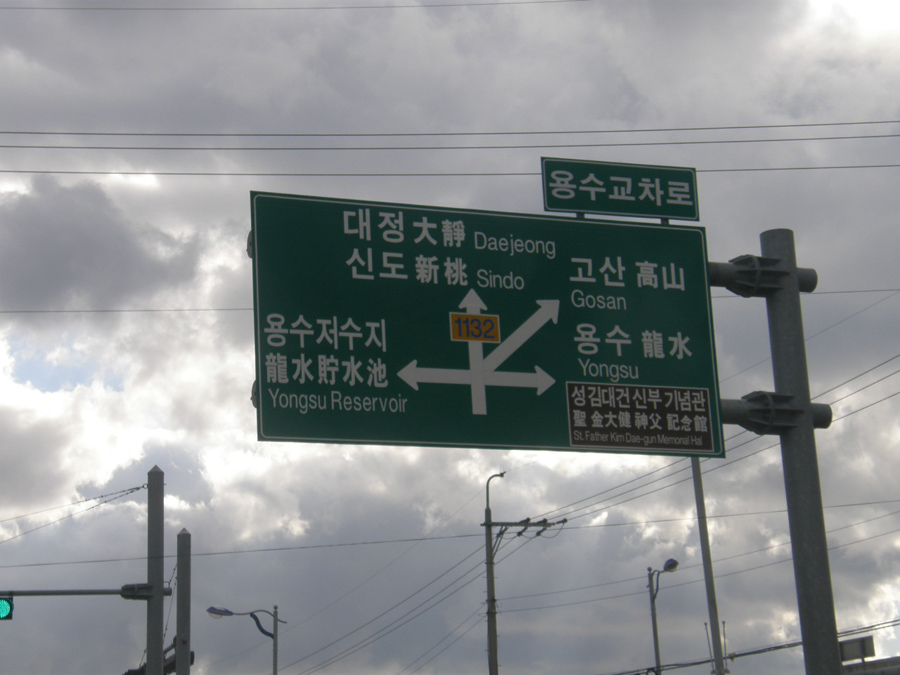 용수교차로
대정 大靜 Daejeong
신도 新桃 Sindo
고산 高山
Gosan
1132
용수저수지
龍水貯水池
Yongsu Reservoir
용수 龍水
Yongsu
성 김대건 신부 기념관
聖 金大健 神父 記念館
St. Father Kim Dae-gun Memorial Hal